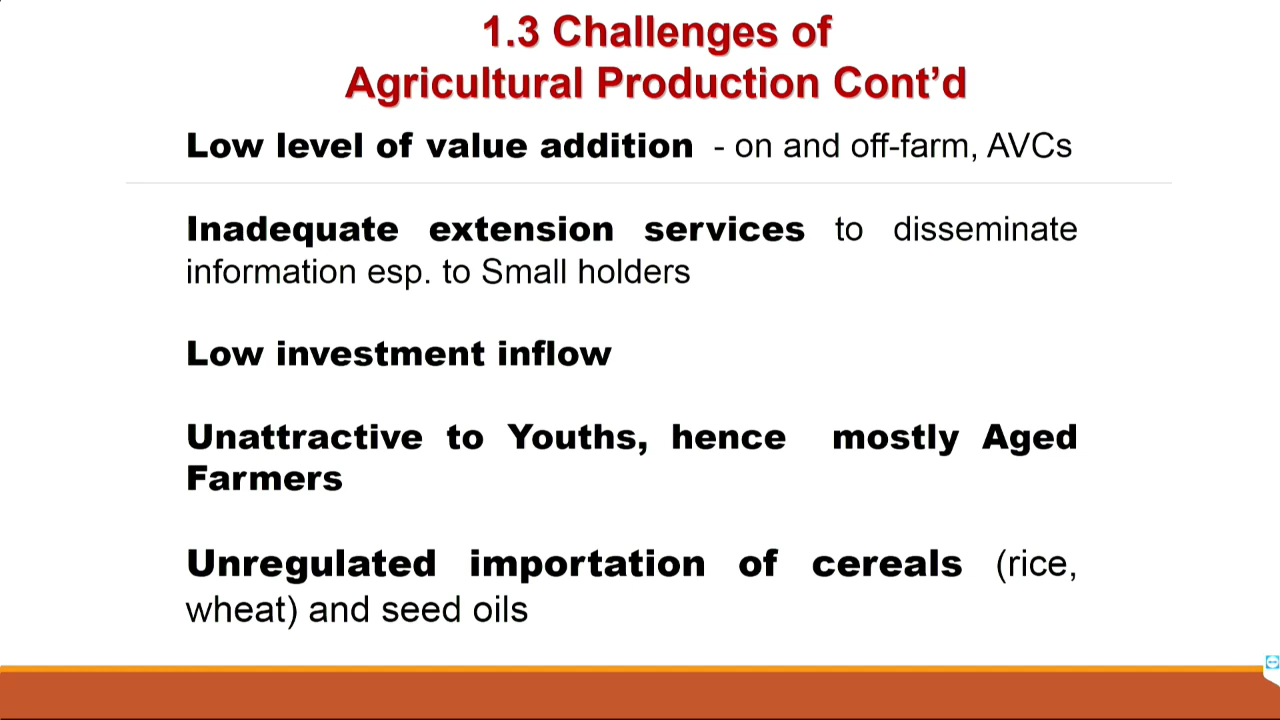 1.3 Challenges of
Agricultural Production Cont’d
Low level of value addition - on and off-farm, AVCs
Inadequate extension services to disseminate
information esp. to Small holders
Low investment inflow
Unattractive to Youths, hence mostly Aged
Farmers
Unregulated importation of cereals (rice,
wheat) and seed oils